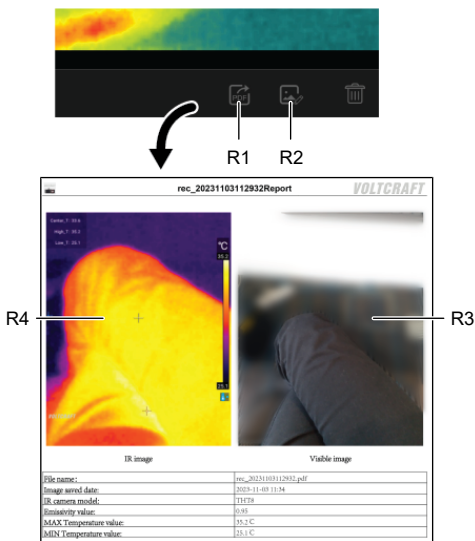 PDF
R1 R2
rec_20231103112932Report VOLTCRAFT
Center_T: 33.6
High_T: 35.2
Low_T: 25.1
°C
35.2
R4
R3
25.1
VOLTCRAFT
IR image Visible image
File name: rec_20231103112932.pdf
Image saved date: 2023-11-03 11:34
IR camera model: THT8
Emissivity value: 0.95
MAX Temperature value: 35.2°C
MIN Temperature value: 25.1°C